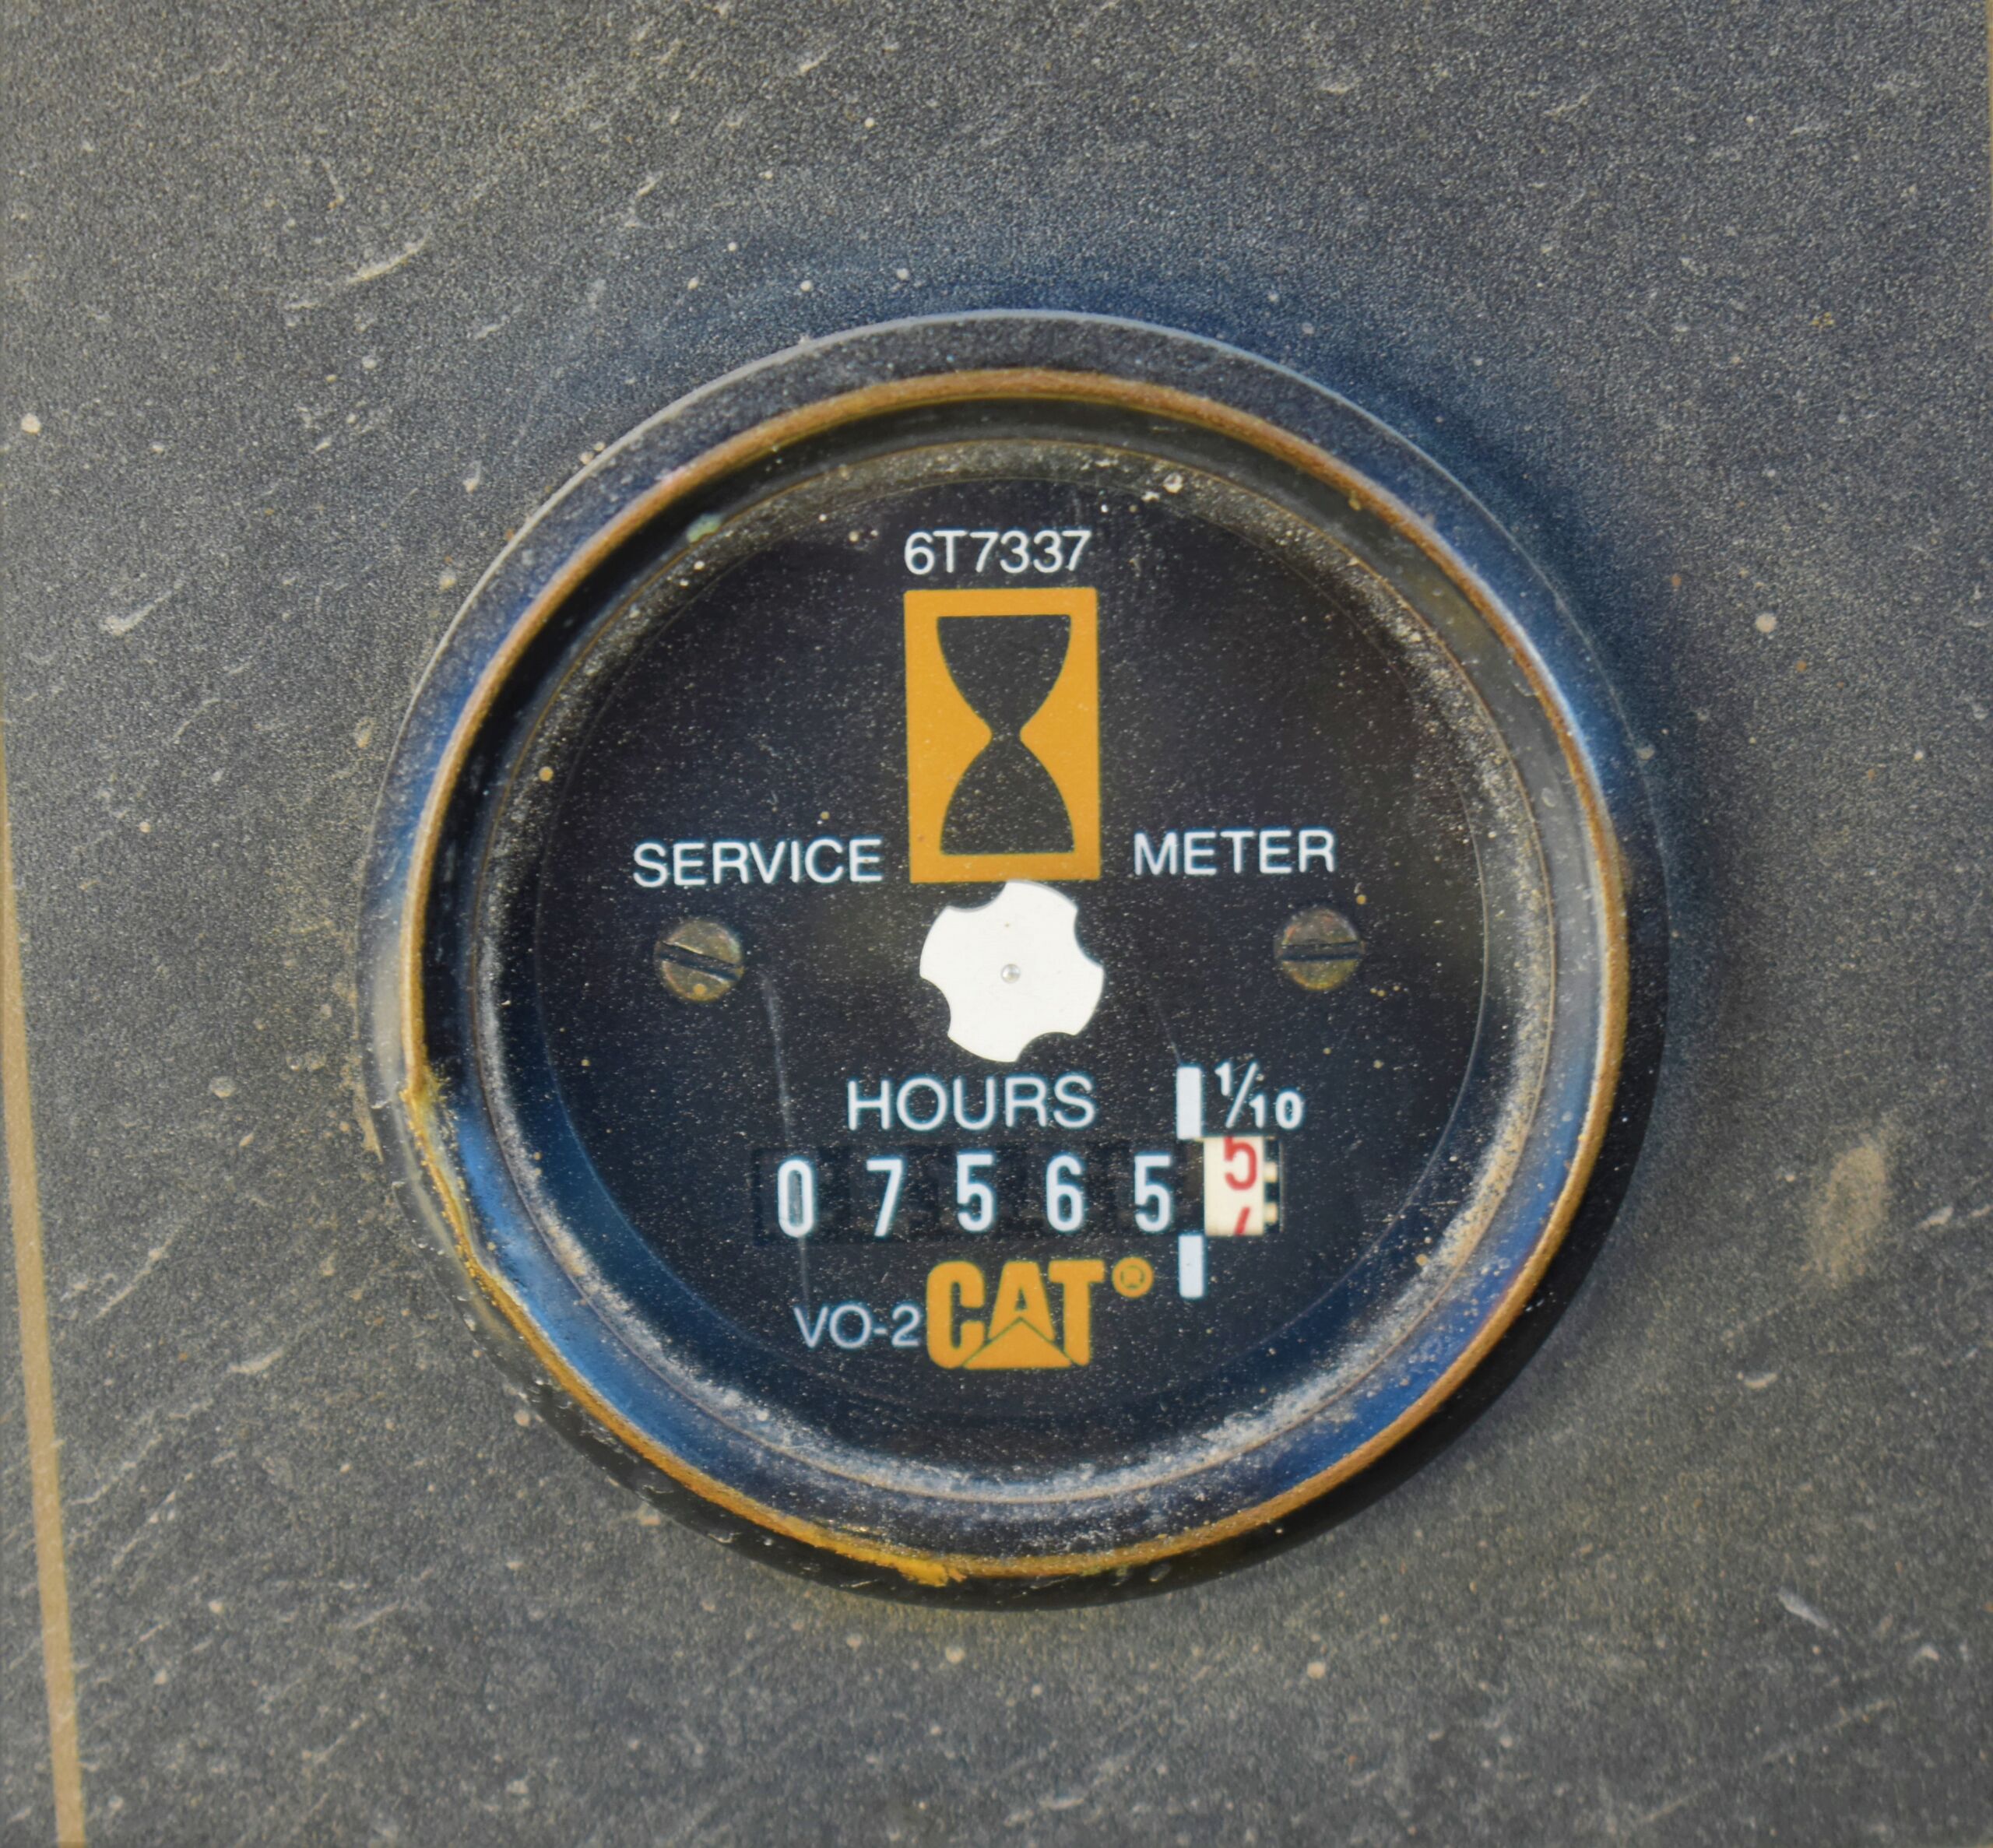 6T7337
SERVICE METER
HOURS 1/10
075655
VO-2 CAT®